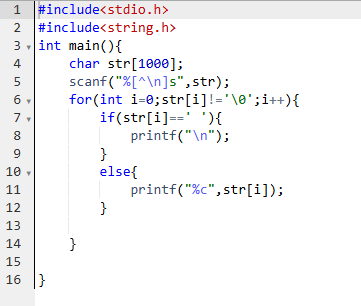 1 #include<stdio.h>
2 #include<string.h>
3 int main(){
4     char str[1000];
5     scanf("%[^\n]s",str);
6     for(int i=0;str[i]!='\0';i++){
7         if(str[i]==' '){
8             printf("\n");
9         }
10         else{
11             printf("%c",str[i]);
12         }
13
14     }
15
16 }